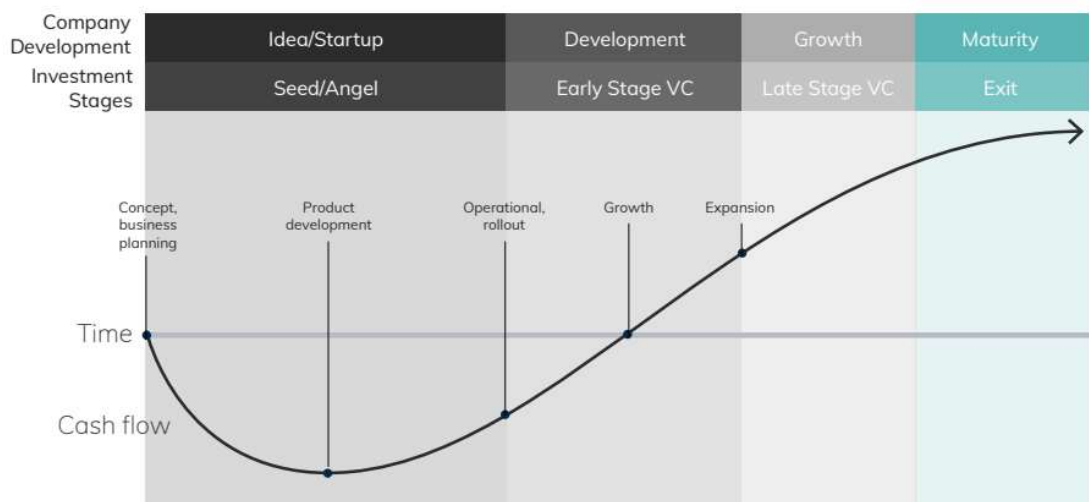 Company
Development
Idea/Startup
Development
Growth
Maturity
Investment
Stages
Seed/Angel
Early Stage VC
Late Stage VC
Exit
Concept,
business
planning
Product
development
Operational,
rollout
Growth
Expansion
Time
Cash flow